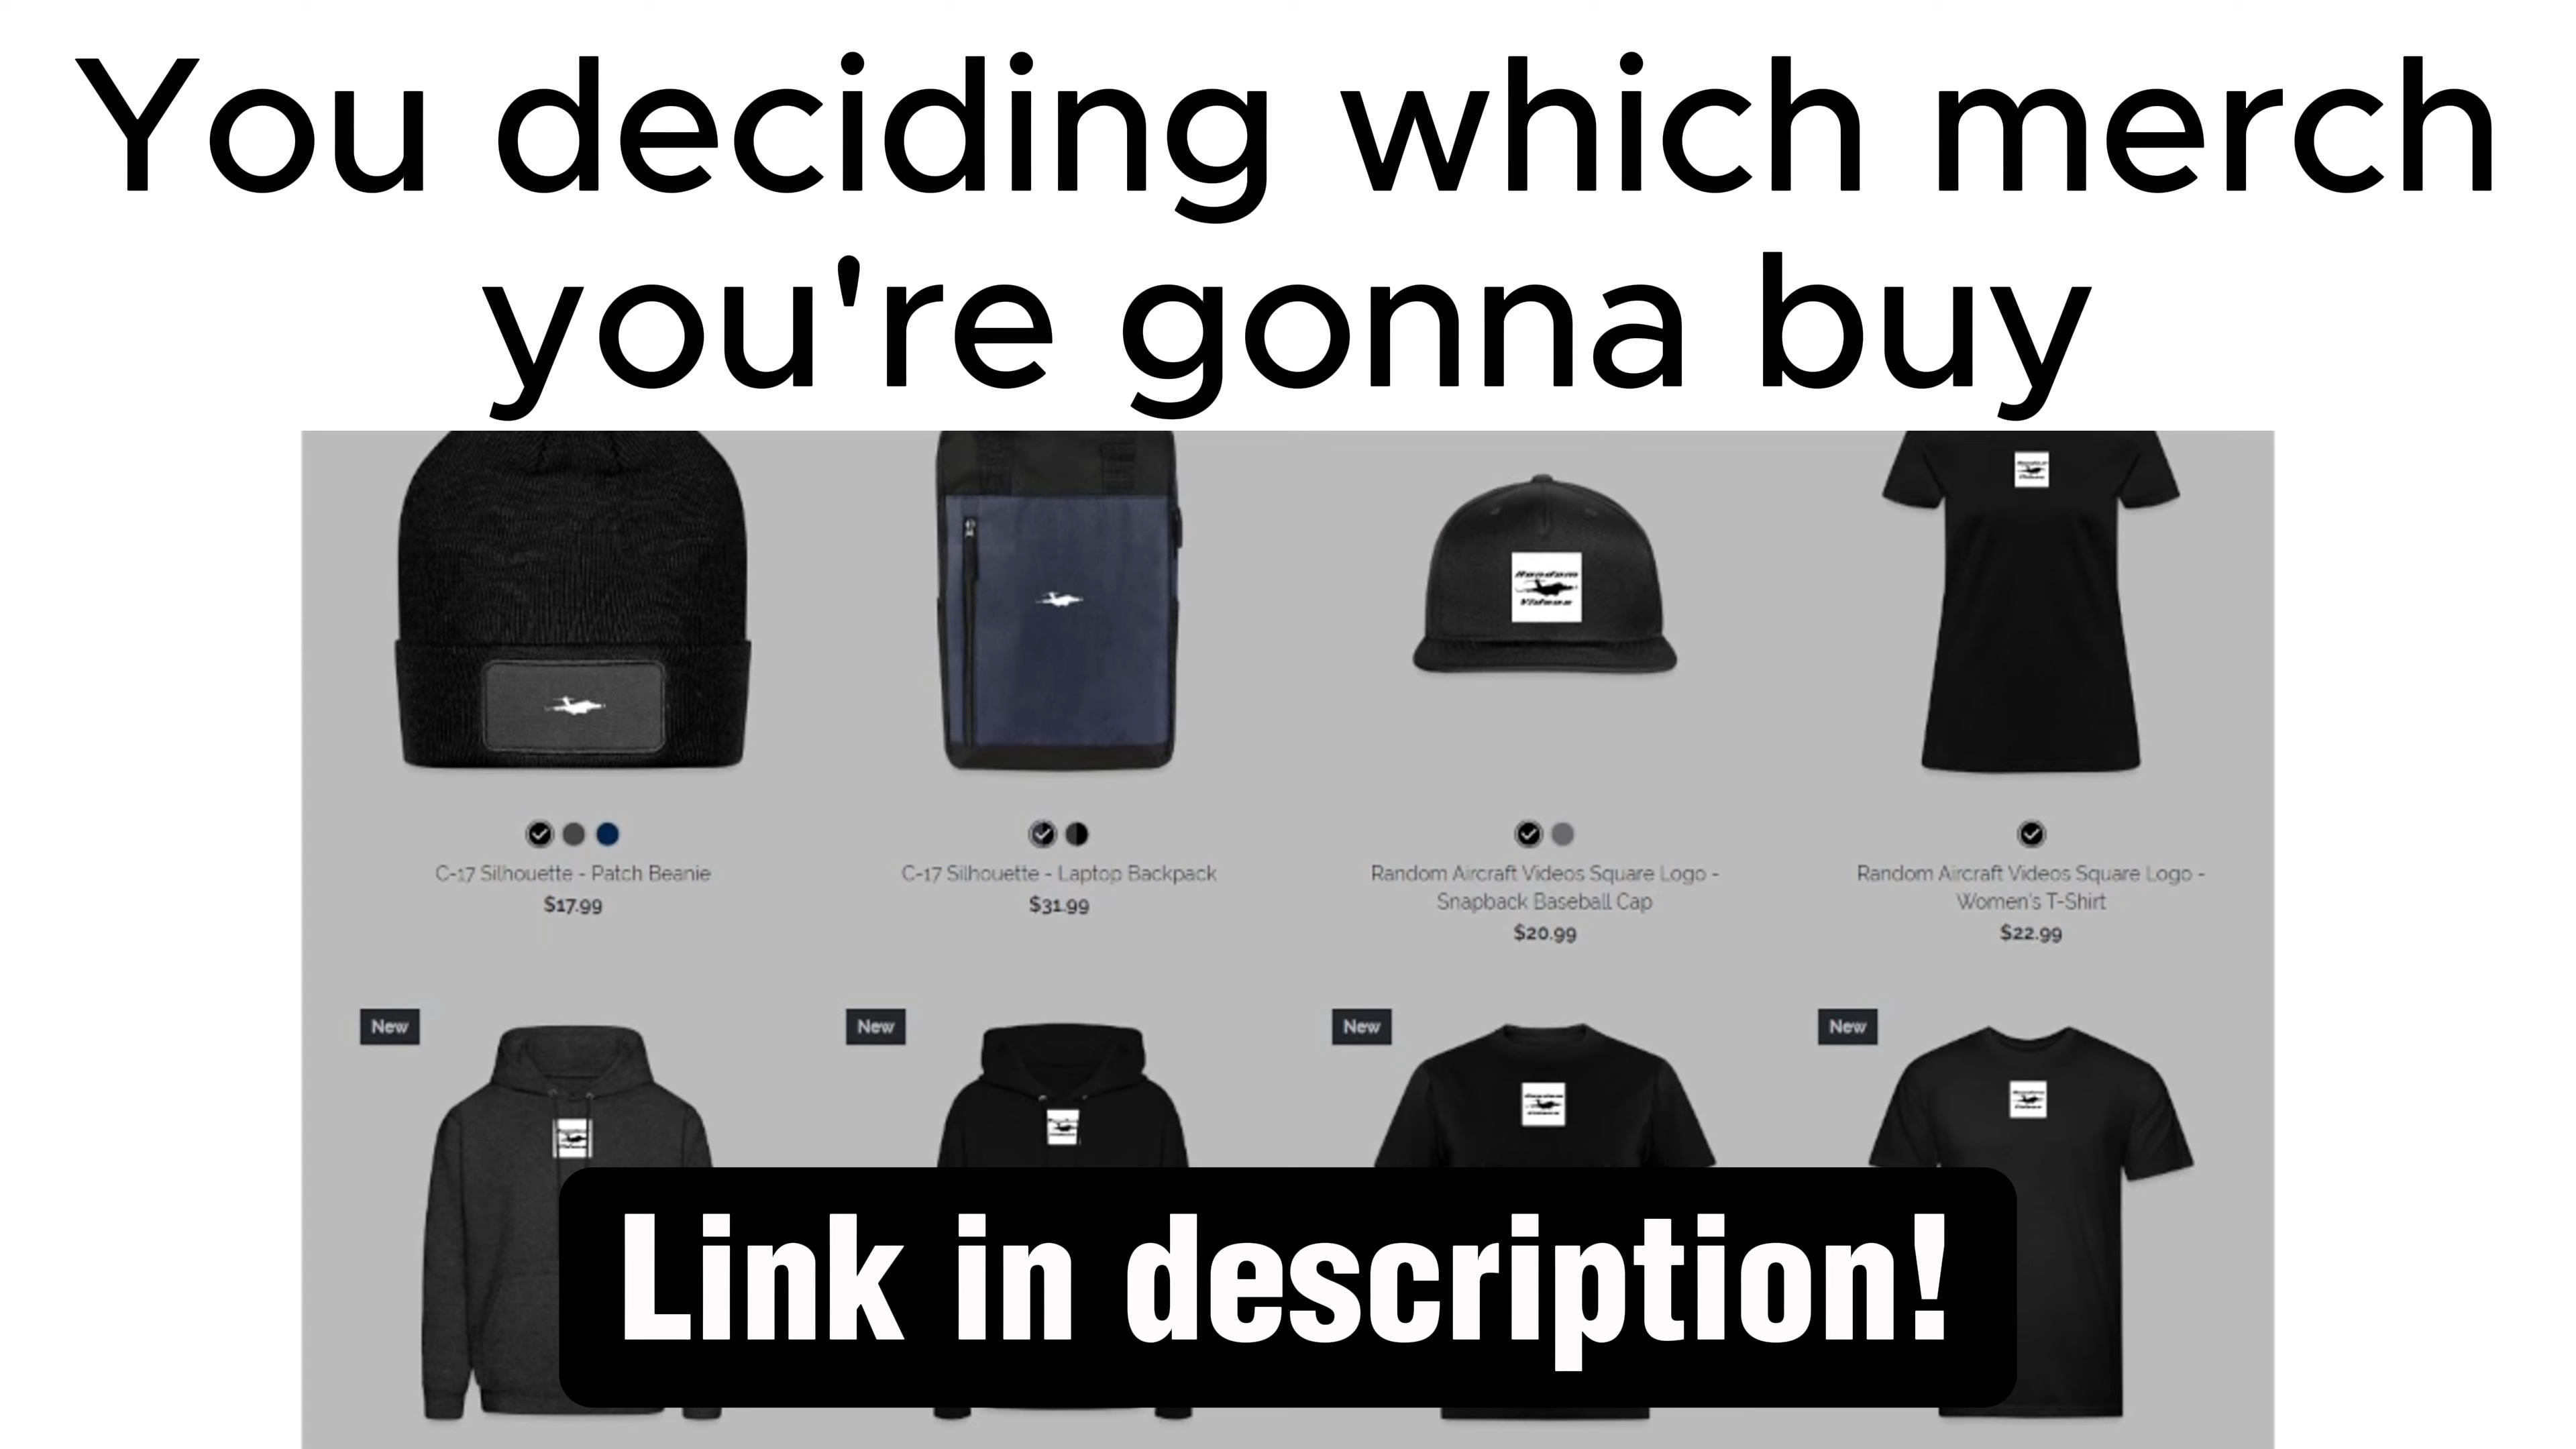 You deciding which merch
you're gonna buy
Random
Videos
C-17 Silhouette - Patch Beanie
$17.99
C-17 Silhouette - Laptop Backpack
$31.99
Random Aircraft Videos Square Logo -
Snapback Baseball Cap
$20.99
Random Aircraft Videos Square Logo -
Women's T-Shirt
$22.99
New
New
New
New
Link in description!